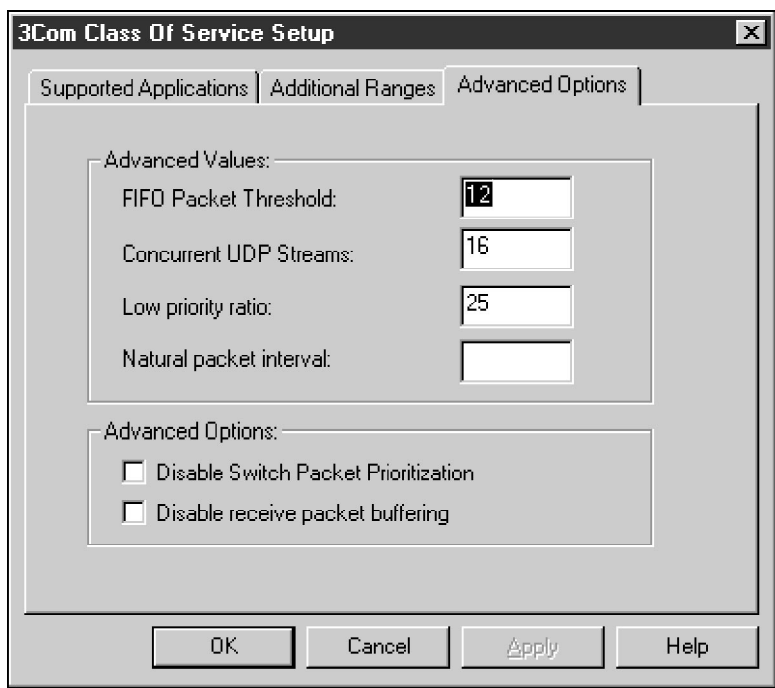 3Com Class Of Service Setup
Supported Applications Additional Ranges Advanced Options
Advanced Values:
FIFO Packet Threshold: 12
Concurrent UDP Streams: 16
Low priority ratio: 25
Natural packet interval:
Advanced Options:
Disable Switch Packet Prioritization
Disable receive packet buffering
OK Cancel Apply Help